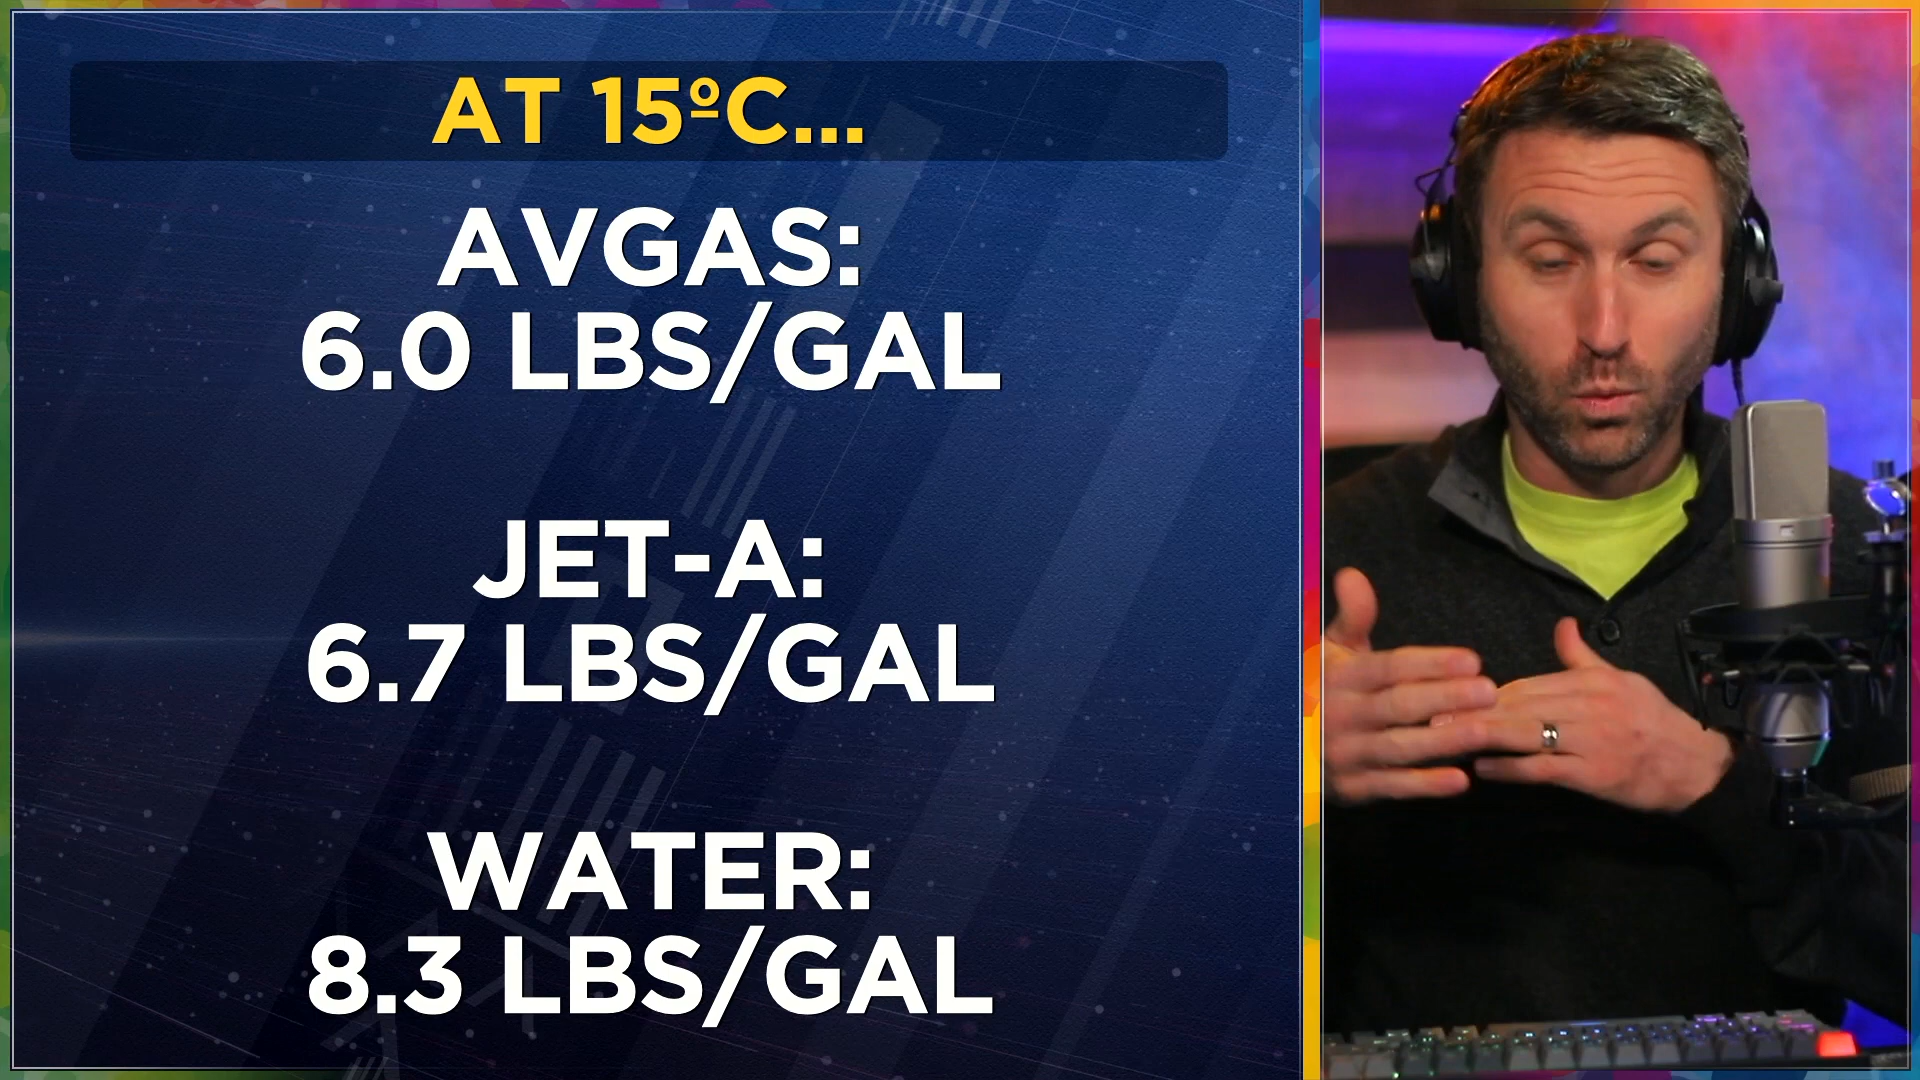 AT 15ºC...
AVGAS:
6.0 LBS/GAL
JET-A:
6.7 LBS/GAL
WATER:
8.3 LBS/GAL